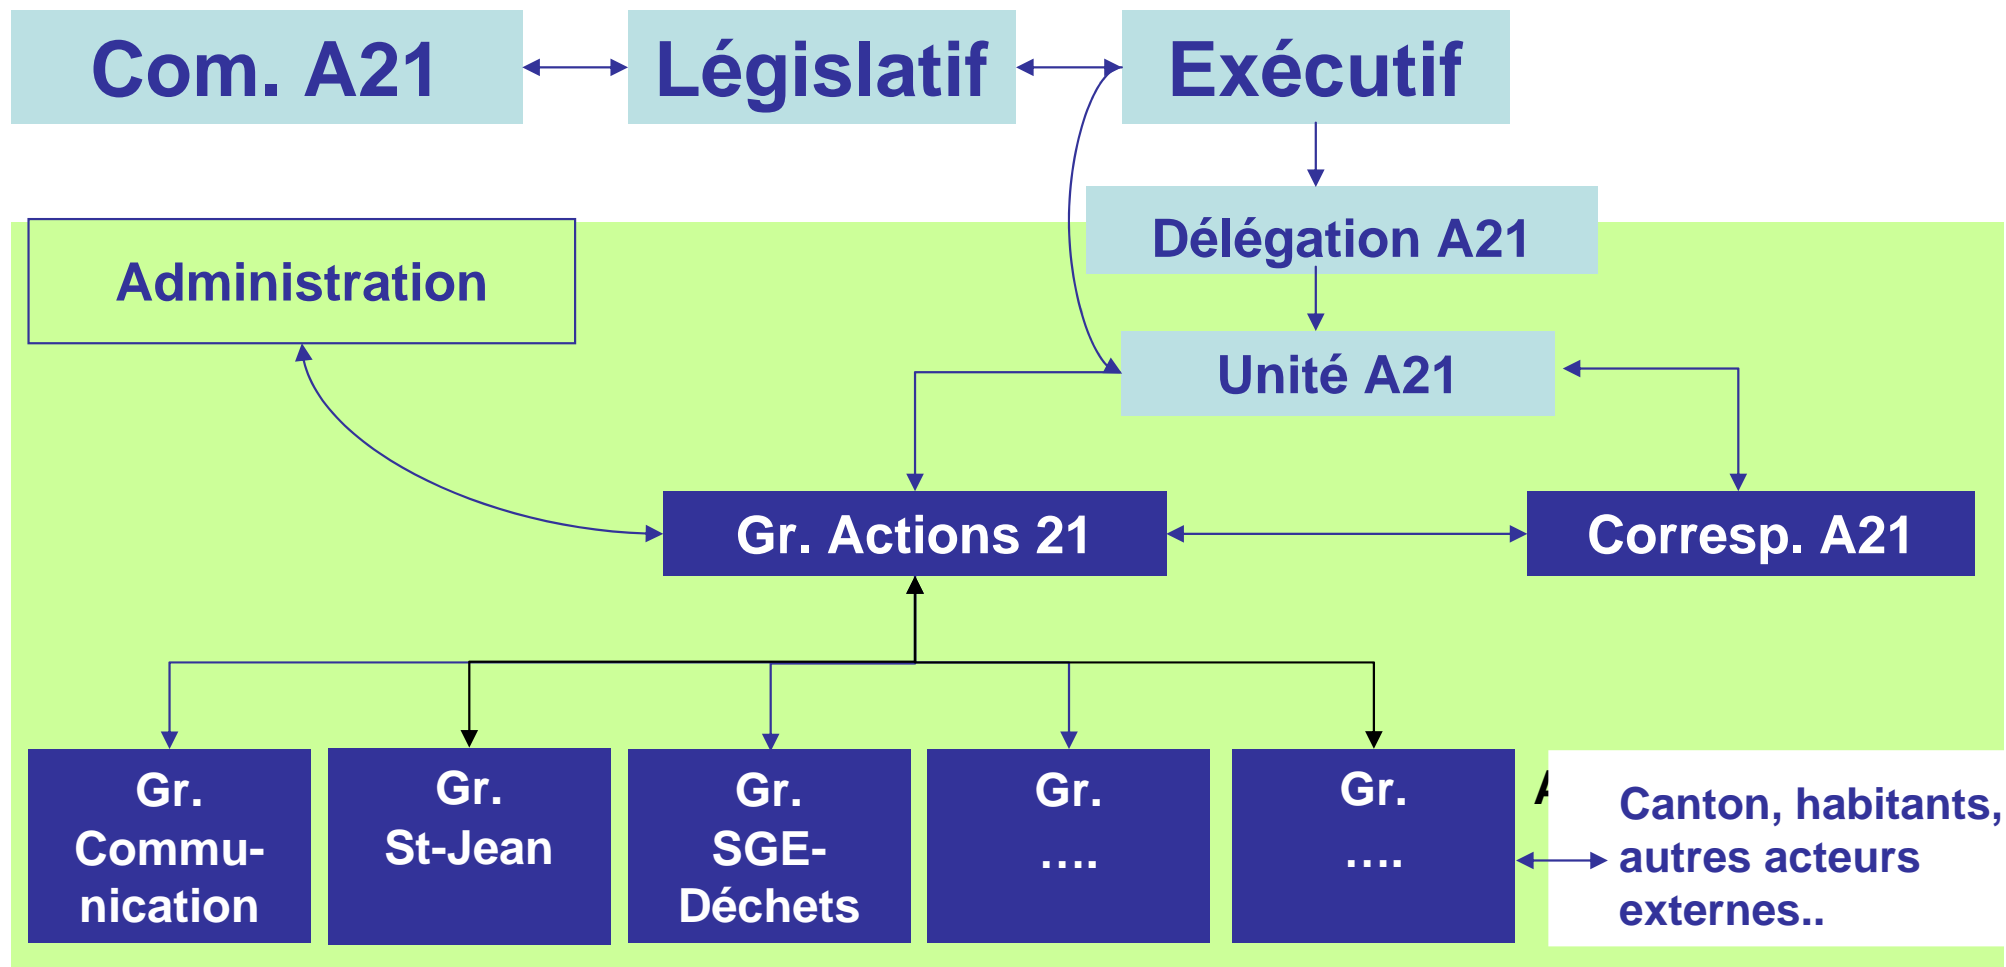 Com. A21
Législatif
Exécutif
Délégation A21
Administration
Unité A21
Gr. Actions 21
Corresp. A21
Gr.
Commu-
nication
Gr.
St-Jean
Gr.
SGE-
Déchets
Gr.
....
Gr.
....
Canton, habitants,
autres acteurs
externes..